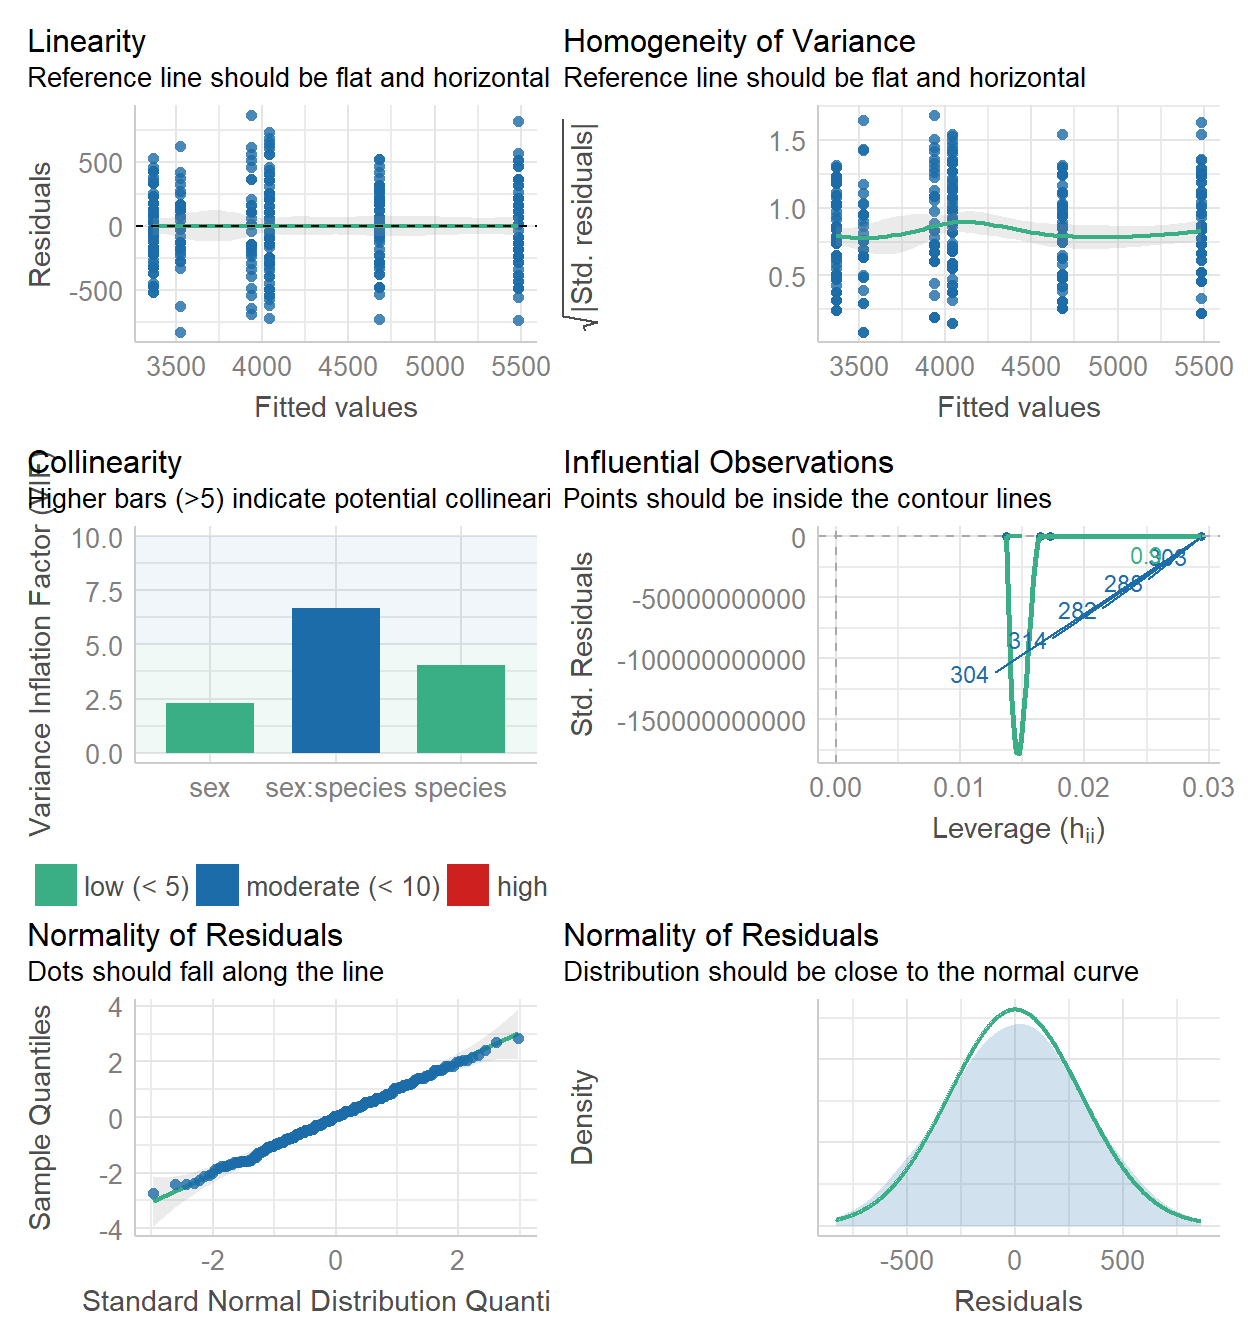 Linearity
Reference line should be flat and horizontal
Residuals
500
0
-500
3500 4000 4500 5000 5500
Fitted values
Homogeneity of Variance
Reference line should be flat and horizontal
√|Std. residuals|
1.5
1.0
0.5
3500 4000 4500 5000 5500
Fitted values
Collinearity
Higher bars (>5) indicate potential collineari
Variance Inflation Factor (VIF)
10.0
7.5
5.0
2.5
0.0
sex sex:species species
low (< 5) moderate (< 10) high
Influential Observations
Points should be inside the contour lines
Std. Residuals
0
-50000000000
-100000000000
-150000000000
0.9
303
288
282
314
304
0.00 0.01 0.02 0.03
Leverage (hii)
Normality of Residuals
Dots should fall along the line
Sample Quantiles
4
2
0
-2
-4
-2 0 2
Standard Normal Distribution Quanti
Normality of Residuals
Distribution should be close to the normal curve
Density
-500 0 500
Residuals